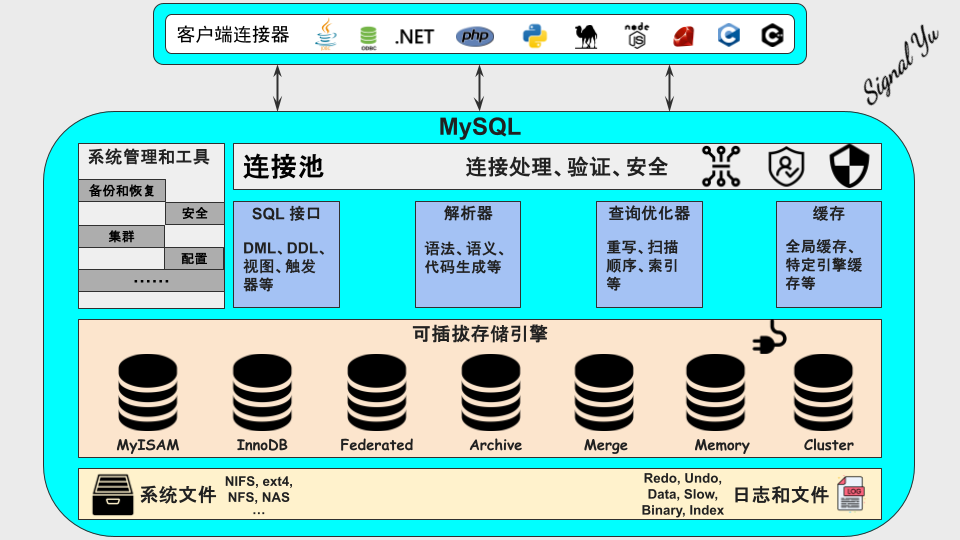 客户端连接器
ODBC
.NET
php
node
JS
C
C
Signal Yu
MySQL
系统管理和工具
备份和恢复
安全
集群
配置
······
连接池
连接处理、验证、安全
SQL 接口
DML、DDL、
视图、触发
器等
解析器
语法、语义、
代码生成等
查询优化器
重写、扫描
顺序、索引
等
缓存
全局缓存、
特定引擎缓
存等
可插拔存储引擎
MyISAM
InnoDB
Federated
Archive
Merge
Memory
Cluster
系统文件
NIFS, ext4,
NFS, NAS
...
Redo, Undo,
Data, Slow,
Binary, Index
日志和文件
LOG